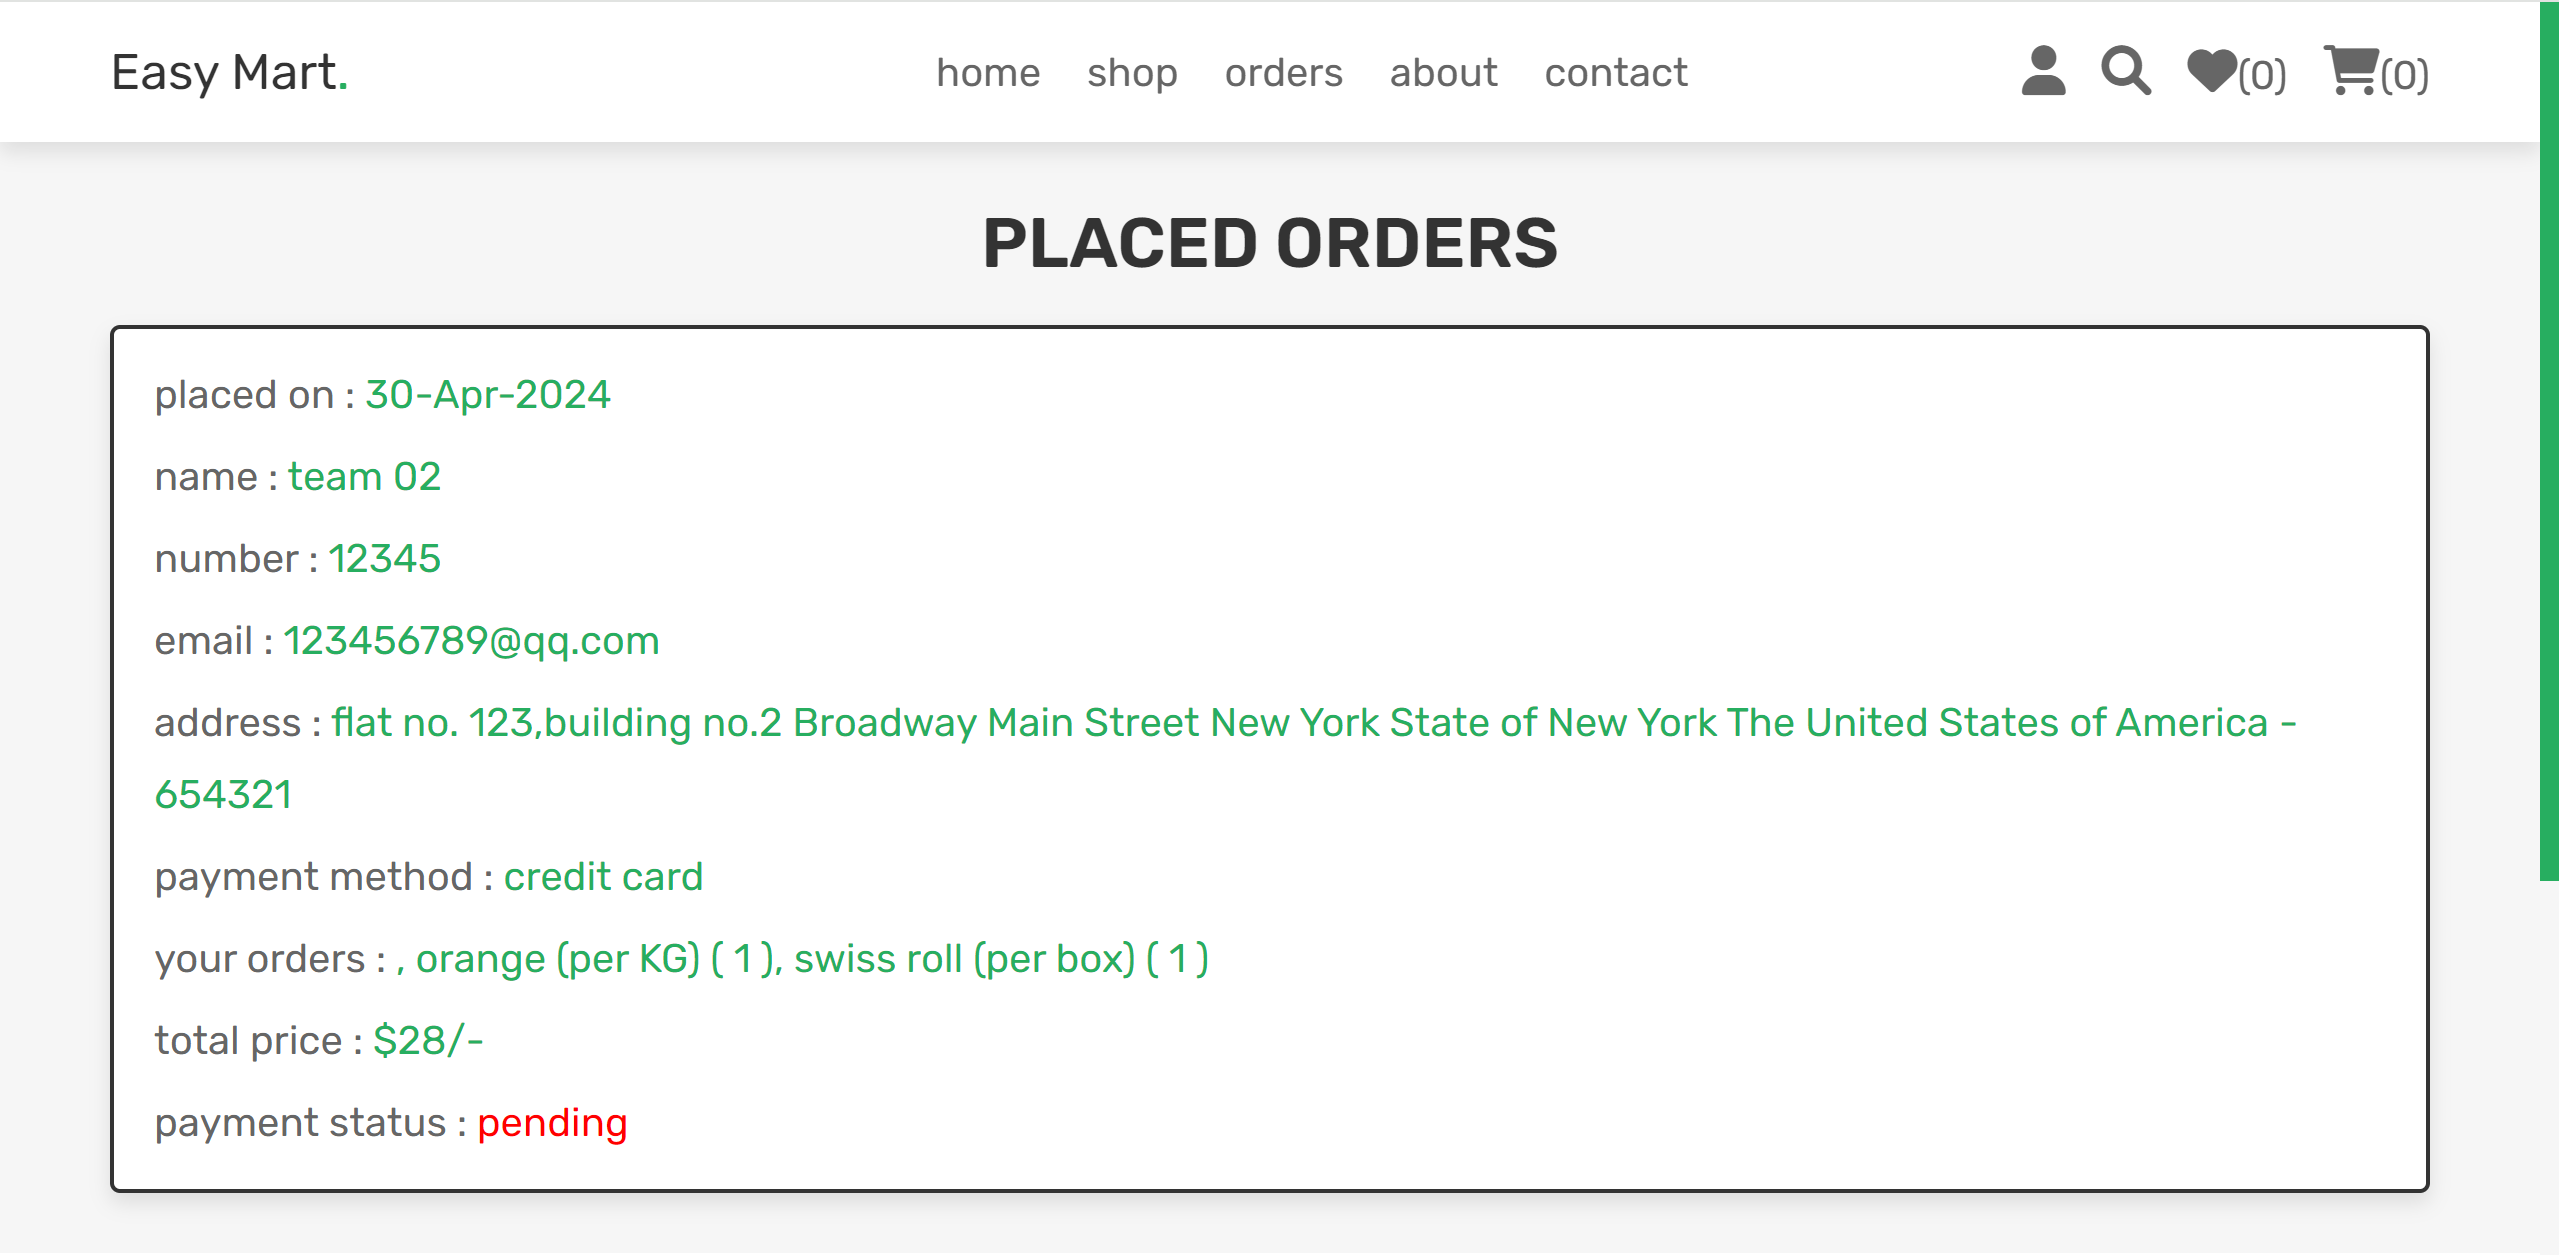 Easy Mart.
home shop orders about contact
(0) (0)
PLACED ORDERS
placed on : 30-Apr-2024
name : team 02
number : 12345
email : 123456789@qq.com
address : flat no. 123,building no.2 Broadway Main Street New York State of New York The United States of America -
654321
payment method : credit card
your orders : , orange (per KG) ( 1 ), swiss roll (per box) ( 1 )
total price : $28/-
payment status : pending